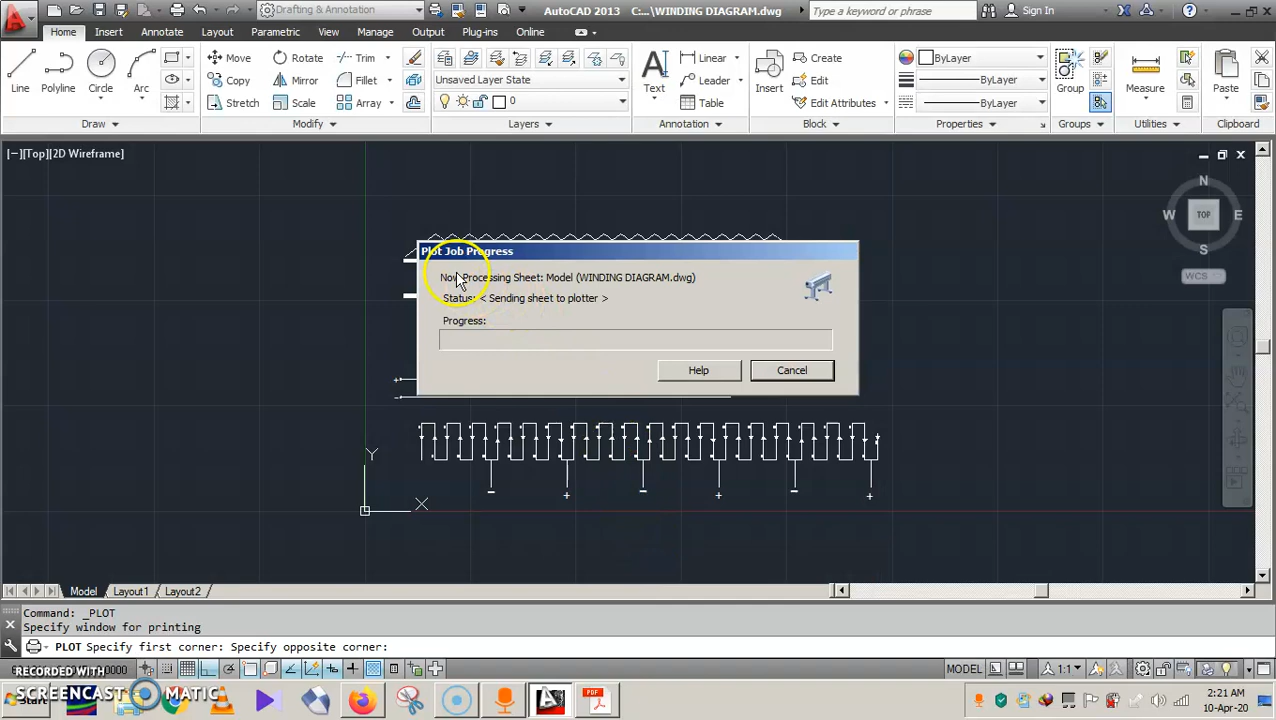 Drafting & Annotation
AutoCAD 2013 C:...\WINDING DIAGRAM.dwg
Type a keyword or phrase
Sign In
Home Insert Annotate Layout Parametric View Manage Output Plug-ins Online
Line Polyline Circle Arc
Move Rotate Trim
Copy Mirror Fillet
Stretch Scale Array
Unsaved Layer State
0
Text
Linear
Leader
Table
Insert
Create
Edit
Edit Attributes
ByLayer
ByLayer
ByLayer
Group
Measure
Paste
Draw Modify Layers Annotation Block Properties Groups Utilities Clipboard
[−][Top][2D Wireframe]
N
W TOP E
S
WCS
Plot Job Progress
Now Processing Sheet: Model (WINDING DIAGRAM.dwg)
Status: < Sending sheet to plotter >
Progress:
Help Cancel
+
−
− + − + − +
Y
X
Model Layout1 Layout2
Command: _PLOT
Specify window for printing
PLOT Specify first corner: Specify opposite corner:
MODEL 1:1
RECORDED WITH
SCREENCAST MATIC
Start
PDF
2:21 AM
10-Apr-20